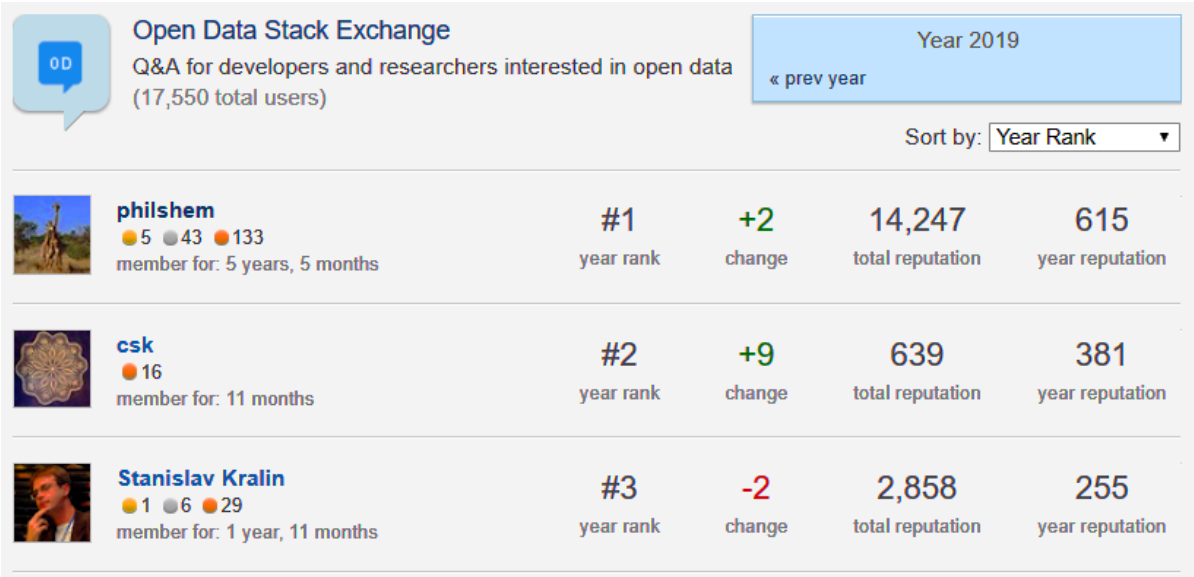 OD
Open Data Stack Exchange
Q&A for developers and researchers interested in open data
(17,550 total users)
Year 2019
« prev year
Sort by: Year Rank ▼
philshem
5 43 133
member for: 5 years, 5 months
#1 +2 14,247 615
year rank change total reputation year reputation
csk
16
member for: 11 months
#2 +9 639 381
year rank change total reputation year reputation
Stanislav Kralin
1 6 29
member for: 1 year, 11 months
#3 -2 2,858 255
year rank change total reputation year reputation